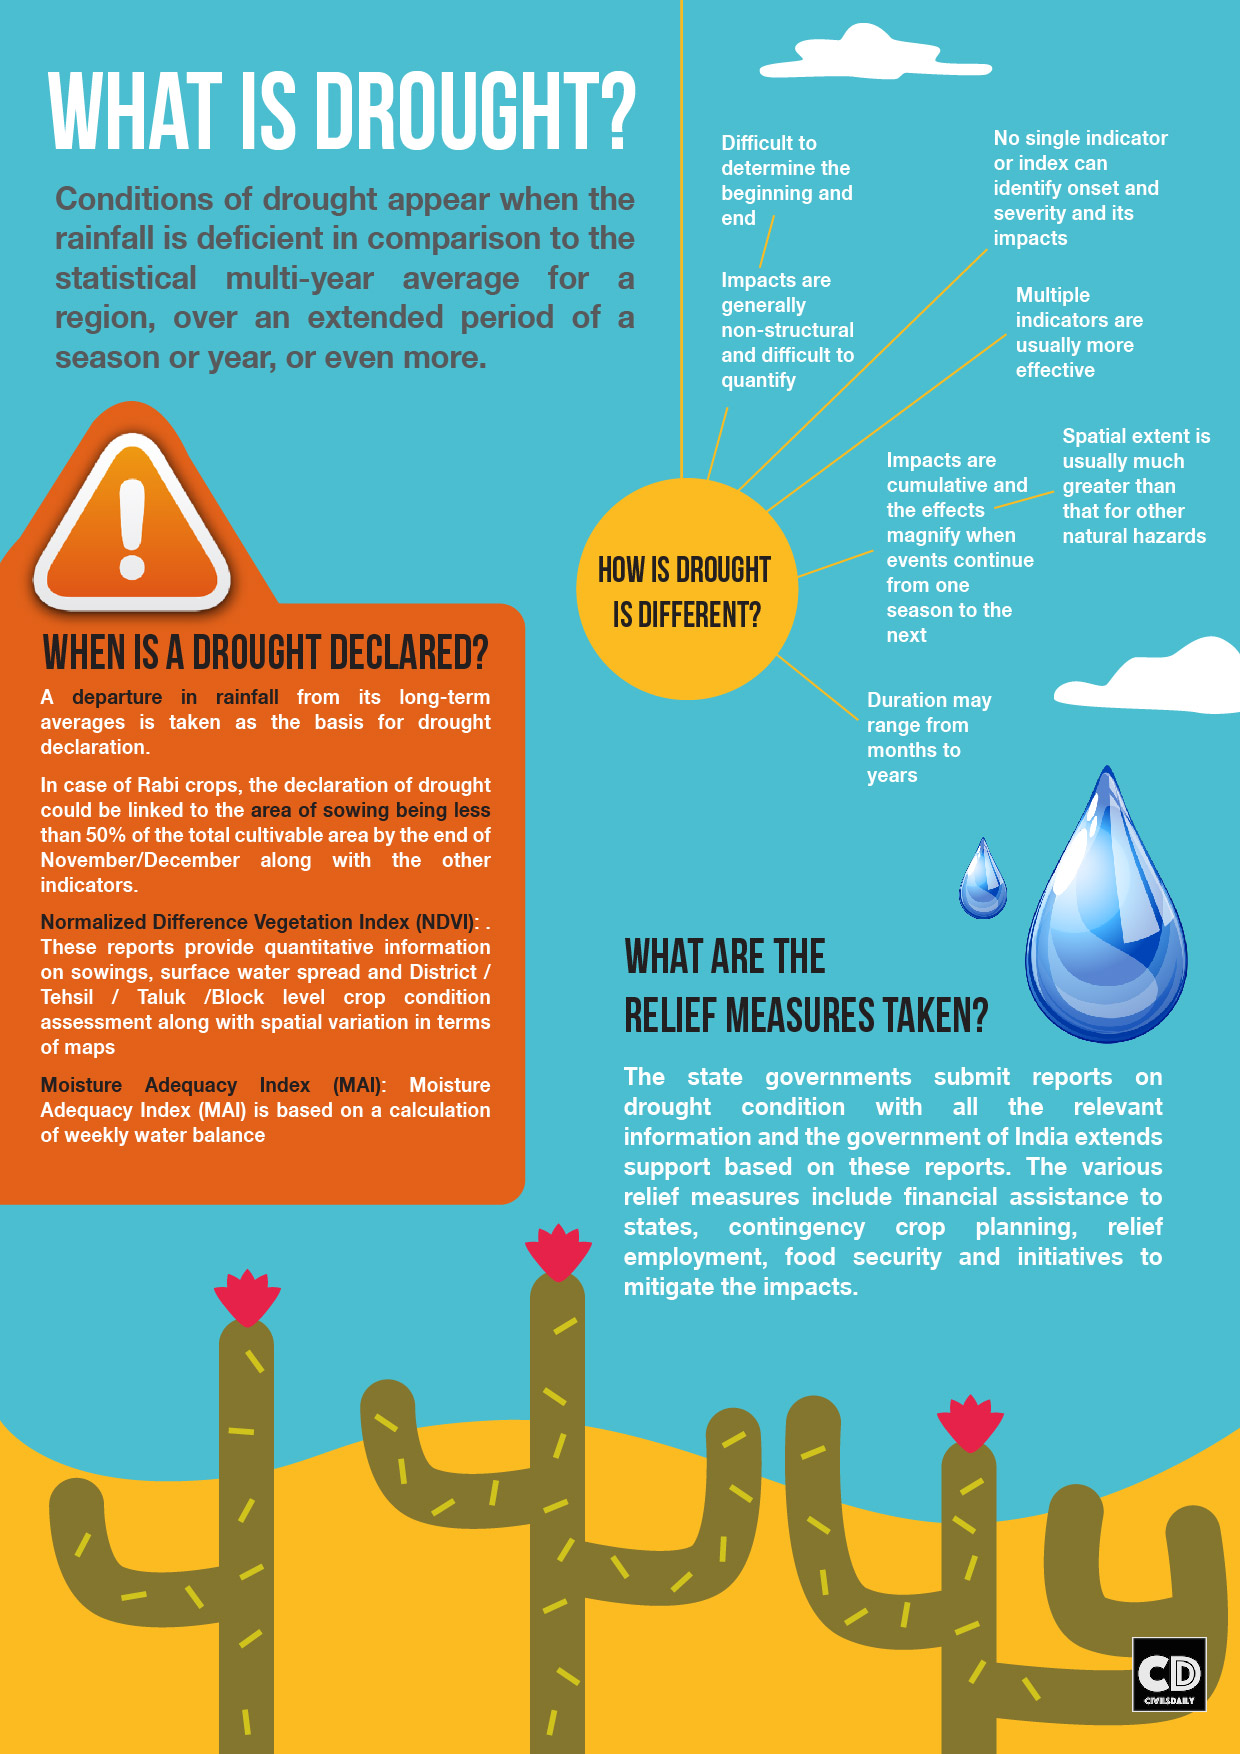 WHAT IS DROUGHT?
Conditions of drought appear when the
rainfall is deficient in comparison to the
statistical multi-year average for a
region, over an extended period of a
season or year, or even more.
Difficult to
determine the
beginning and
end
Impacts are
generally
non-structural
and difficult to
quantify
No single indicator
or index can
identify onset and
severity and its
impacts
Multiple
indicators are
usually more
effective
Impacts are
cumulative and
the effects
magnify when
events continue
from one
season to the
next
Spatial extent is
usually much
greater than
that for other
natural hazards
HOW IS DROUGHT
IS DIFFERENT?
Duration may
range from
months to
years
WHEN IS A DROUGHT DECLARED?
A departure in rainfall from its long-term
averages is taken as the basis for drought
declaration.
In case of Rabi crops, the declaration of drought
could be linked to the area of sowing being less
than 50% of the total cultivable area by the end of
November/December along with the other
indicators.
Normalized Difference Vegetation Index (NDVI): .
These reports provide quantitative information
on sowings, surface water spread and District /
Tehsil / Taluk /Block level crop condition
assessment along with spatial variation in terms
of maps
Moisture Adequacy Index (MAI): Moisture
Adequacy Index (MAI) is based on a calculation
of weekly water balance
WHAT ARE THE
RELIEF MEASURES TAKEN?
The state governments submit reports on
drought condition with all the relevant
information and the government of India extends
support based on these reports. The various
relief measures include financial assistance to
states, contingency crop planning, relief
employment, food security and initiatives to
mitigate the impacts.
CD
CIVILSDAILY